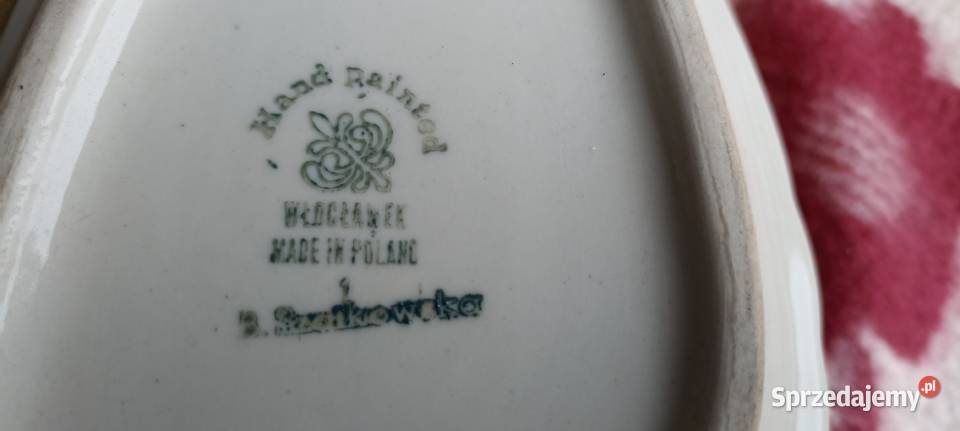 Hand Painted
WŁOCŁAWEK
MADE IN POLAND
Sprzedajemy.pl